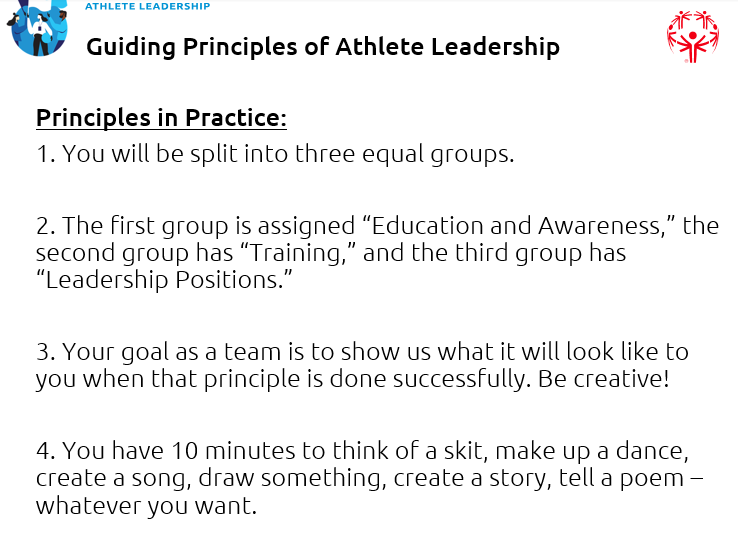 ATHLETE LEADERSHIP
Guiding Principles of Athlete Leadership
Principles in Practice:
1. You will be split into three equal groups.
2. The first group is assigned “Education and Awareness,” the
second group has “Training,” and the third group has
“Leadership Positions.”
3. Your goal as a team is to show us what it will look like to
you when that principle is done successfully. Be creative!
4. You have 10 minutes to think of a skit, make up a dance,
create a song, draw something, create a story, tell a poem –
whatever you want.